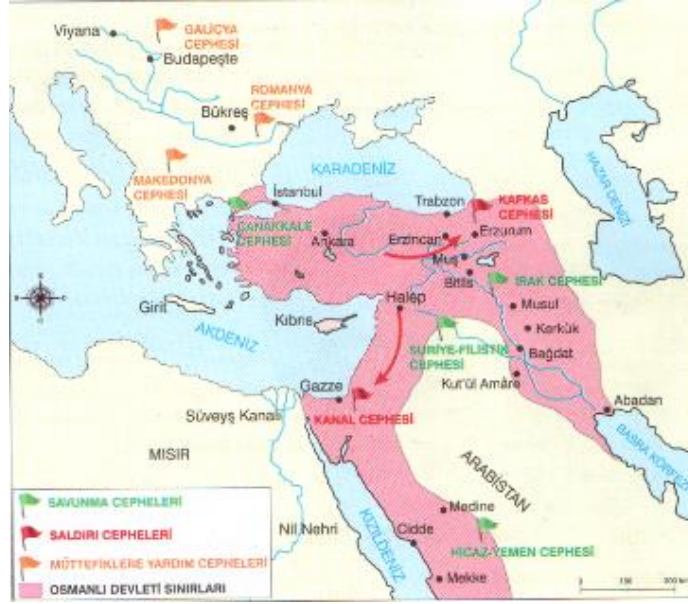 Viyana
GALİÇYA
CEPHESİ
Budapeşte
ROMANYA
CEPHESİ
Bükreş
MAKEDONYA
CEPHESİ
KARADENİZ
HAZAR DENİZİ
İstanbul
Trabzon
KAFKAS
CEPHESİ
ÇANAKKALE
CEPHESİ
Ankara
Erzincan
Erzurum
Muş
Bitlis
IRAK CEPHESİ
Girit
Kıbrıs
Halep
Musul
Kerkük
AKDENİZ
SURİYE-FİLİSTİN
CEPHESİ
Bağdat
Kut'ül Amâre
Gazze
Abadan
Süveyş Kanalı
KANAL CEPHESİ
BASRA KÖRFEZİ
MISIR
ARABİSTAN
SAVUNMA CEPHELERİ
Medine
SALDIRI CEPHELERİ
Nil Nehri
KIZILDENİZ
Cidde
HİCAZ-YEMEN CEPHESİ
MÜTTEFİKLERE YARDIM CEPHELERİ
OSMANLI DEVLETİ SINIRLARI
Mekke